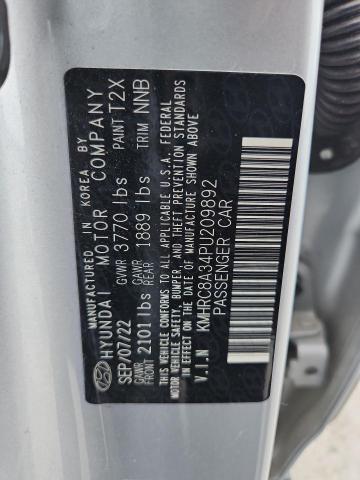 MANUFACTURED IN KOREA BY
HYUNDAI MOTOR COMPANY
SEP/07/22 GVWR 3770 lbs PAINT T2X
GAWR FRONT 2101 lbs GAWR REAR 1889 lbs TRIM NNB
THIS VEHICLE CONFORMS TO ALL APPLICABLE U.S.A. FEDERAL
MOTOR VEHICLE SAFETY, BUMPER, AND THEFT PREVENTION STANDARDS
IN EFFECT ON THE DATE OF MANUFACTURE SHOWN ABOVE
V.I.N KMHRC8A34PU209892
PASSENGER CAR